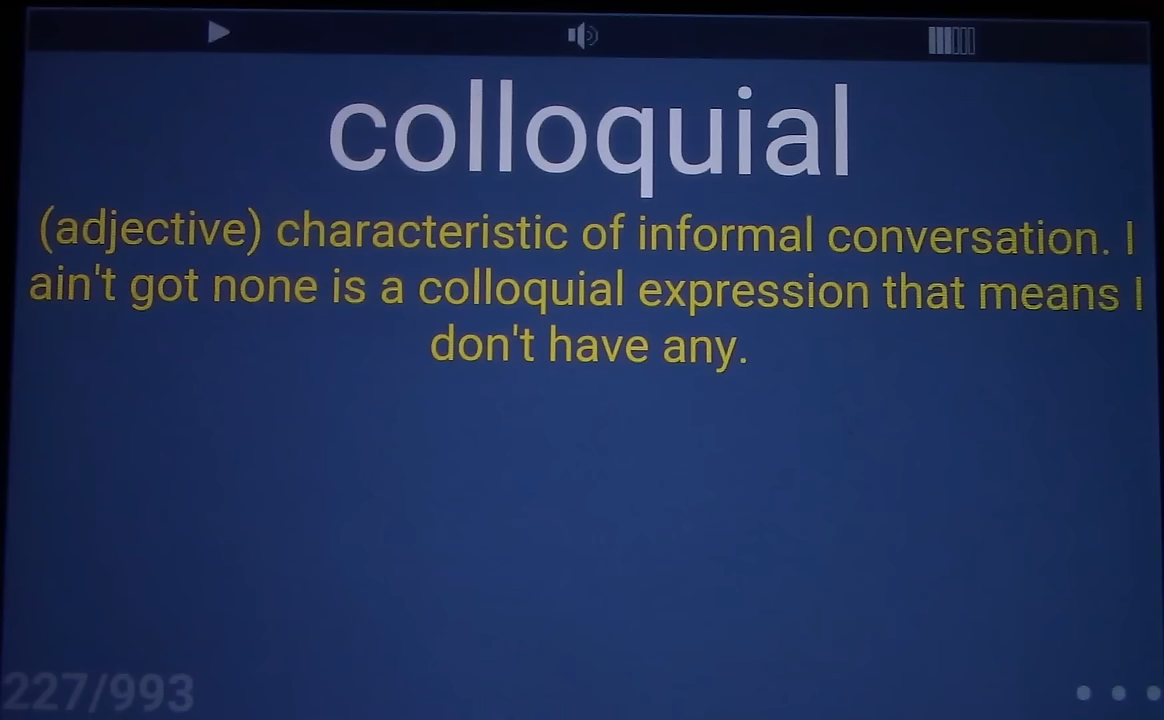 colloquial
(adjective) characteristic of informal conversation. I
ain't got none is a colloquial expression that means I
don't have any.
227/993